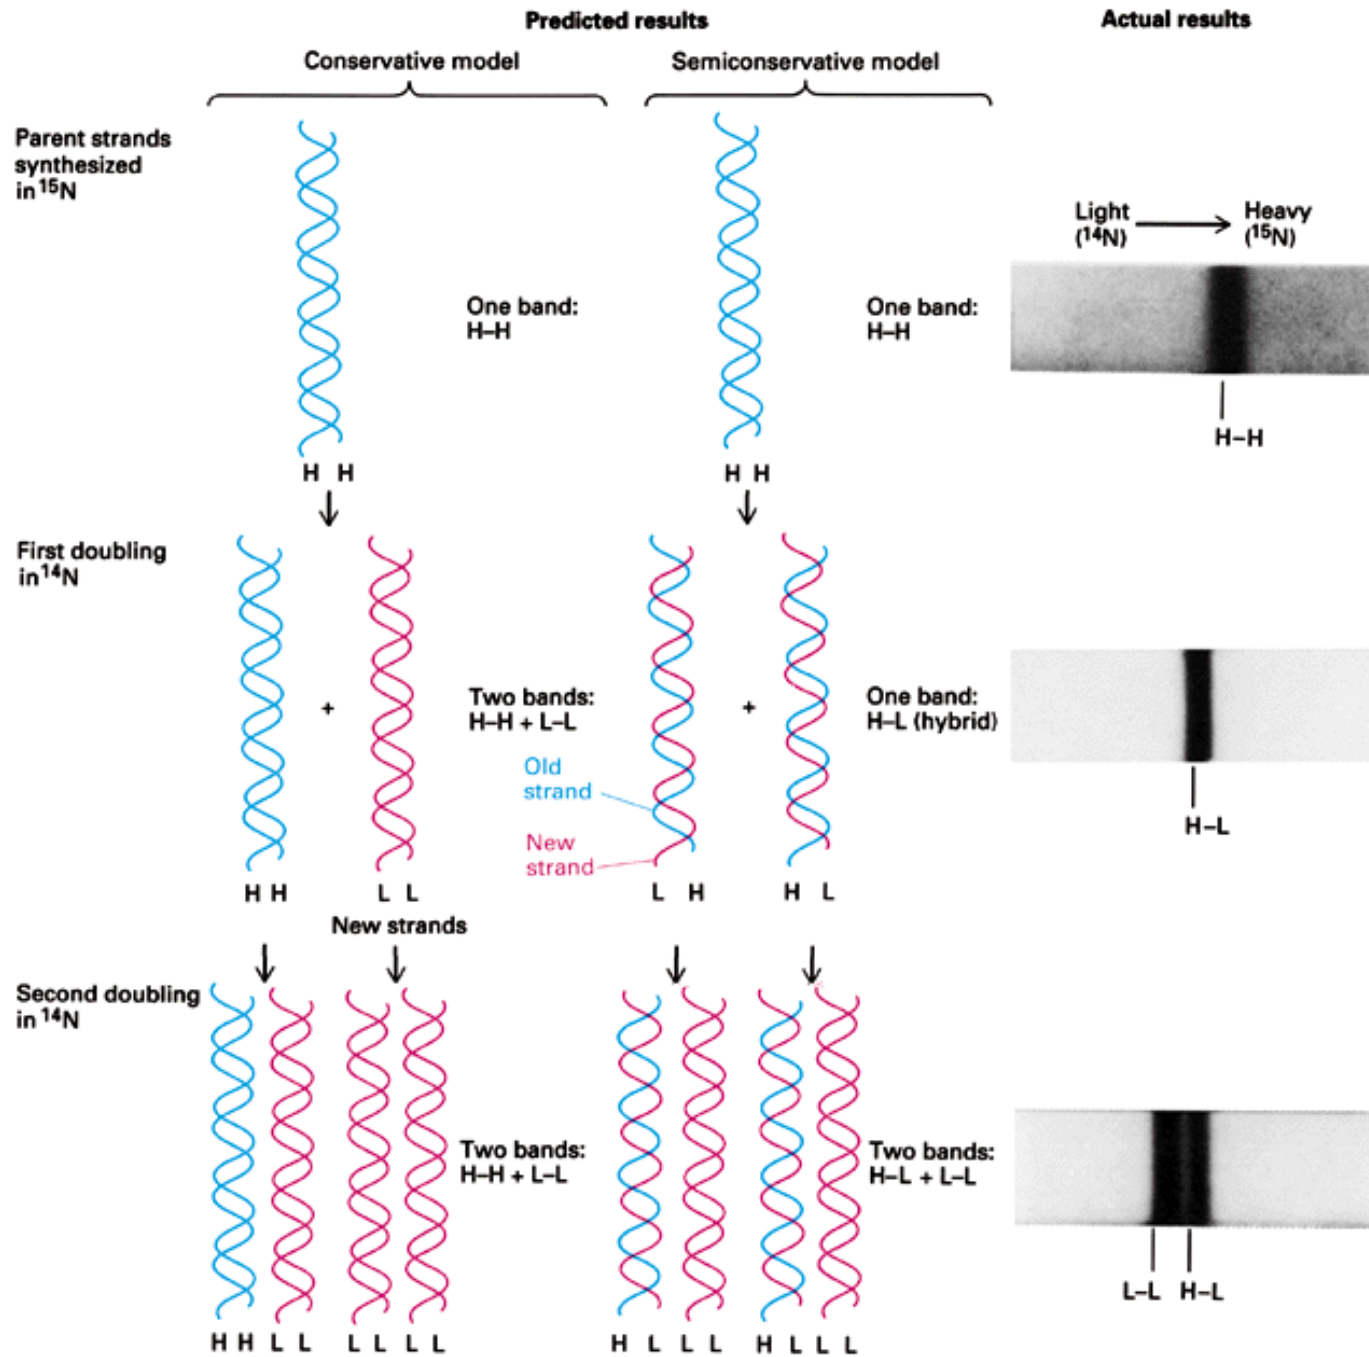 Predicted results
Actual results
Conservative model
Semiconservative model
Parent strands
synthesized
in ¹⁵N
One band:
H–H
One band:
H–H
Light
(¹⁴N)
Heavy
(¹⁵N)
H–H
H H
H H
First doubling
in ¹⁴N
+
Two bands:
H–H + L–L
Old
strand
New
strand
+
One band:
H–L (hybrid)
H–L
H H
L L
L H
H L
New strands
Second doubling
in ¹⁴N
Two bands:
H–H + L–L
Two bands:
H–L + L–L
L–L H–L
H H L L L L L L
H L L L H L L L